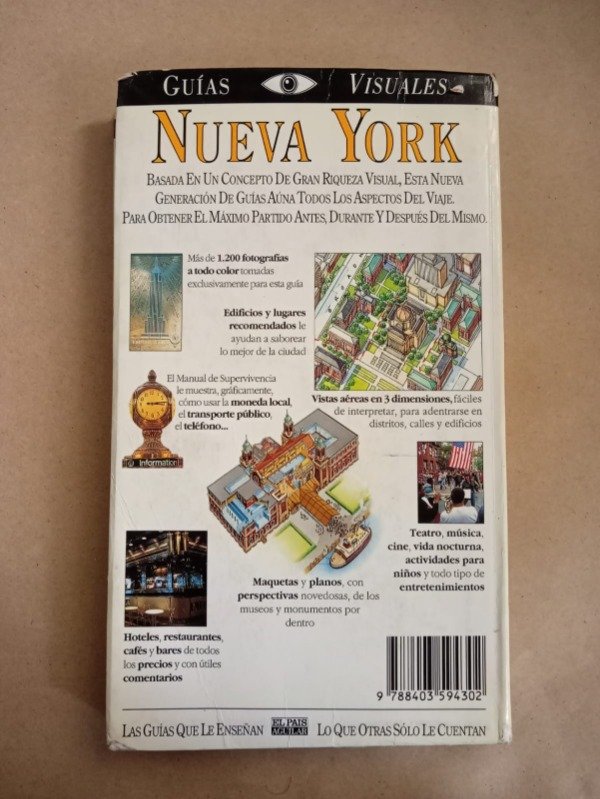 GUÍAS VISUALES
NUEVA YORK
BASADA EN UN CONCEPTO DE GRAN RIQUEZA VISUAL, ESTA NUEVA
GENERACIÓN DE GUÍAS AÚNA TODOS LOS ASPECTOS DEL VIAJE.
PARA OBTENER EL MÁXIMO PARTIDO ANTES, DURANTE Y DESPUÉS DEL MISMO.
Más de 1.200 fotografías
a todo color tomadas
exclusivamente para esta guía
Edificios y lugares
recomendados le
ayudan a saborear
lo mejor de la ciudad
El Manual de Supervivencia
le muestra, gráficamente,
cómo usar la moneda local,
el transporte público,
el teléfono...
Information
Vistas aéreas en 3 dimensiones, fáciles
de interpretar, para adentrarse en
distritos, calles y edificios
Teatro, música,
cine, vida nocturna,
actividades para
niños y todo tipo de
entretenimientos
Maquetas y planos, con
perspectivas novedosas, de los
museos y monumentos por
dentro
Hoteles, restaurantes,
cafés y bares de todos
los precios y con útiles
comentarios
9 788403 594302
LAS GUÍAS QUE LE ENSEÑAN
EL PAIS
AGUILAR
LO QUE OTRAS SÓLO LE CUENTAN